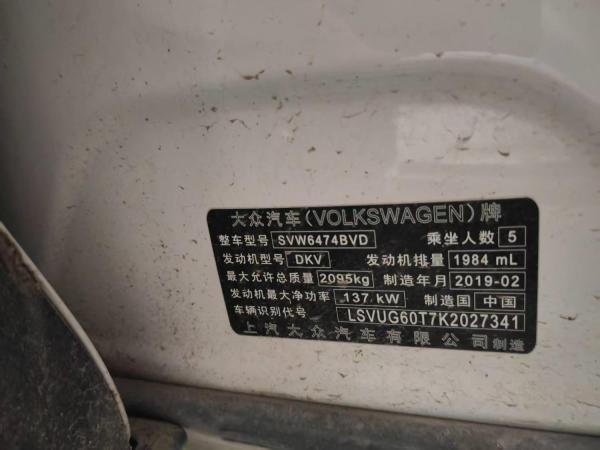 大众汽车(VOLKSWAGEN)牌
整车型号 SVW6474BVD 乘坐人数 5
发动机型号 DKV 发动机排量 1984 mL
最大允许总质量 2095kg 制造年月 2019-02
发动机最大净功率 137 kW 制造国 中国
车辆识别代号 LSVUG60T7K2027341
上汽大众汽车有限公司制造